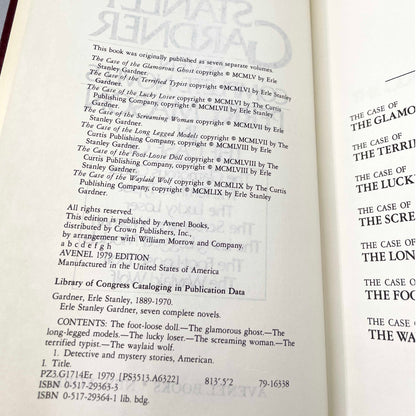 STANLEY
GARDNER
This book was originally published as seven separate volumes.
The Case of the Glamorous Ghost copyright © MCMLV by Erle
Stanley Gardner.
The Case of the Terrified Typist copyright © MCMLVI by Erle
Stanley Gardner.
The Case of the Lucky Loser copyright © MCMLVI by The Curtis
Publishing Company, copyright © MCMLVII by Erle Stanley
Gardner.
The Case of the Screaming Woman copyright © MCMLVII by Erle
Stanley Gardner.
The Case of the Long Legged Models copyright © MCMLVII by The
Curtis Publishing Company, copyright © MCMLVIII by Erle
Stanley Gardner.
The Case of the Foot-Loose Doll copyright © MCMLVIII by Erle
Stanley Gardner.
The Case of the Waylaid Wolf copyright © MCMLIX by The Curtis
Publishing Company, copyright © MCMLIX by Erle Stanley
Gardner.
All rights reserved.
This edition is published by Avenel Books,
distributed by Crown Publishers, Inc.,
by arrangement with William Morrow and Company.
a b c d e f g h
AVENEL 1979 EDITION
Manufactured in the United States of America
Library of Congress Cataloging in Publication Data
Gardner, Erle Stanley, 1889-1970.
Erle Stanley Gardner, seven complete novels.
CONTENTS: The foot-loose doll.—The glamorous ghost.—The
long-legged models.—The lucky loser.—The screaming woman.—The
terrified typist.—The waylaid wolf.
1. Detective and mystery stories, American.
I. Title.
PZ3.G1714Er 1979 [PS3513.A6322] 813'.5'2 79-16338
ISBN 0-517-29363-3
ISBN 0-517-29364-1 lib. bdg.
THE CASE OF
THE GLAMO
THE CASE OF
THE TERRIF
THE CASE OF
THE LUCKY
THE CASE OF
THE SCRE
THE CASE OF
THE LON
THE CASE OF
THE FOO
THE CASE OF
THE WA